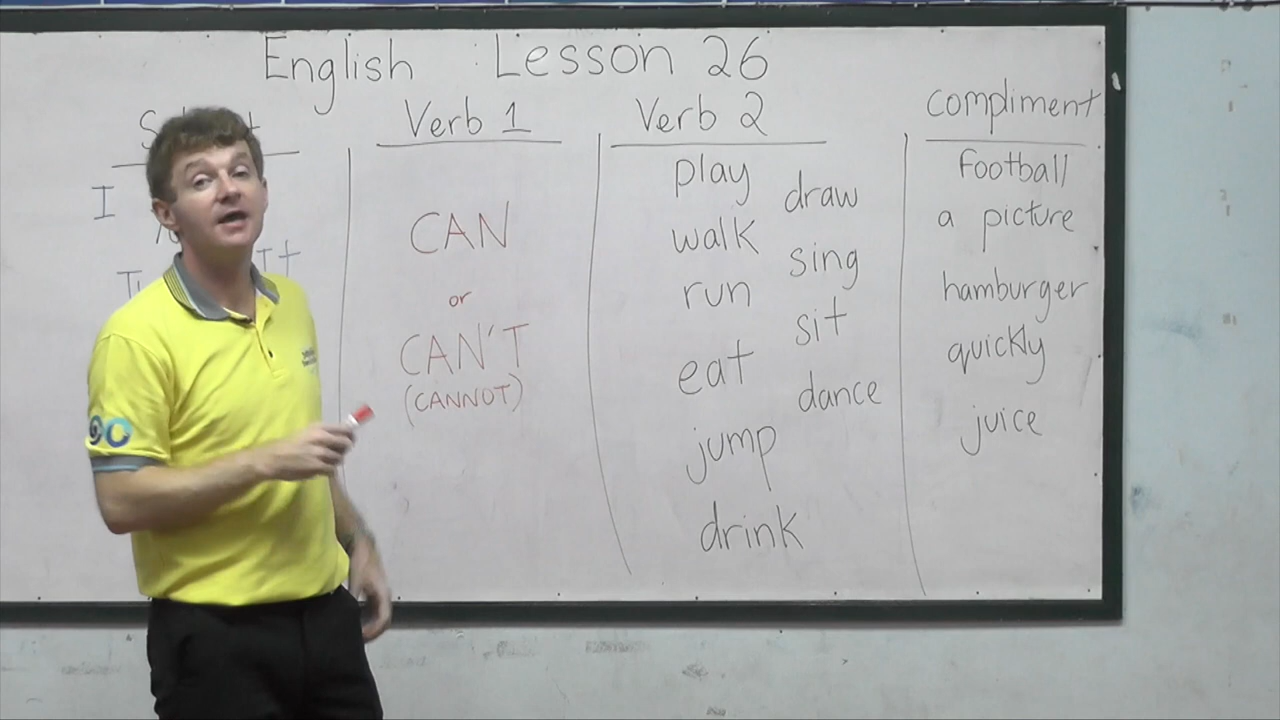 English Lesson 26
Verb 1
CAN
or
CAN'T
(CANNOT)
Verb 2
play
walk
run
eat
jump
drink
draw
sing
sit
dance
compliment
football
a picture
hamburger
quickly
juice
I
It